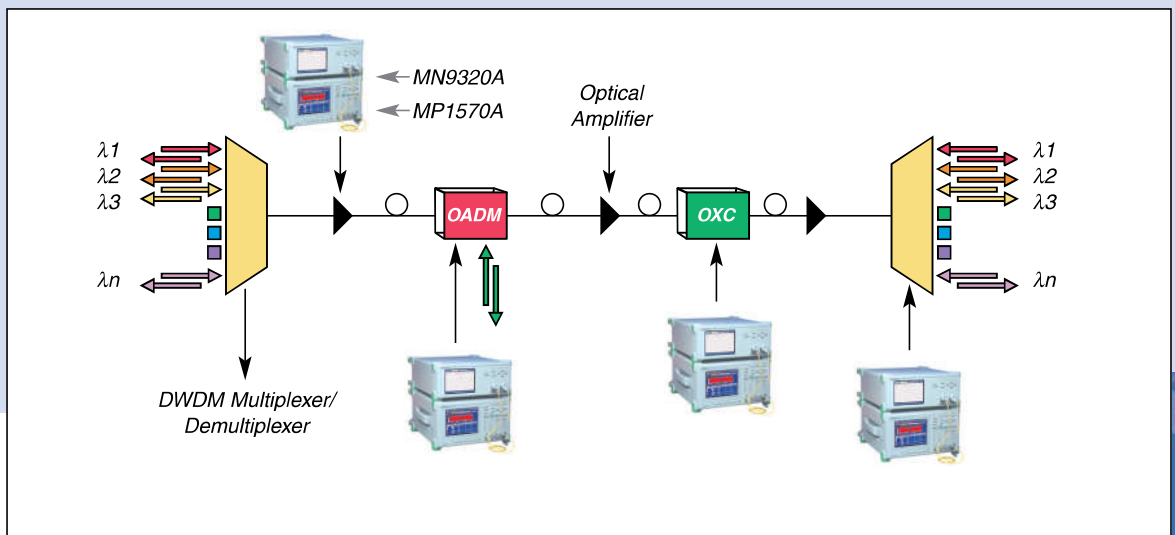 MN9320A
MP1570A
Optical
Amplifier
λ1
λ2
λ3
λn
OADM
OXC
λ1
λ2
λ3
λn
DWDM Multiplexer/
Demultiplexer